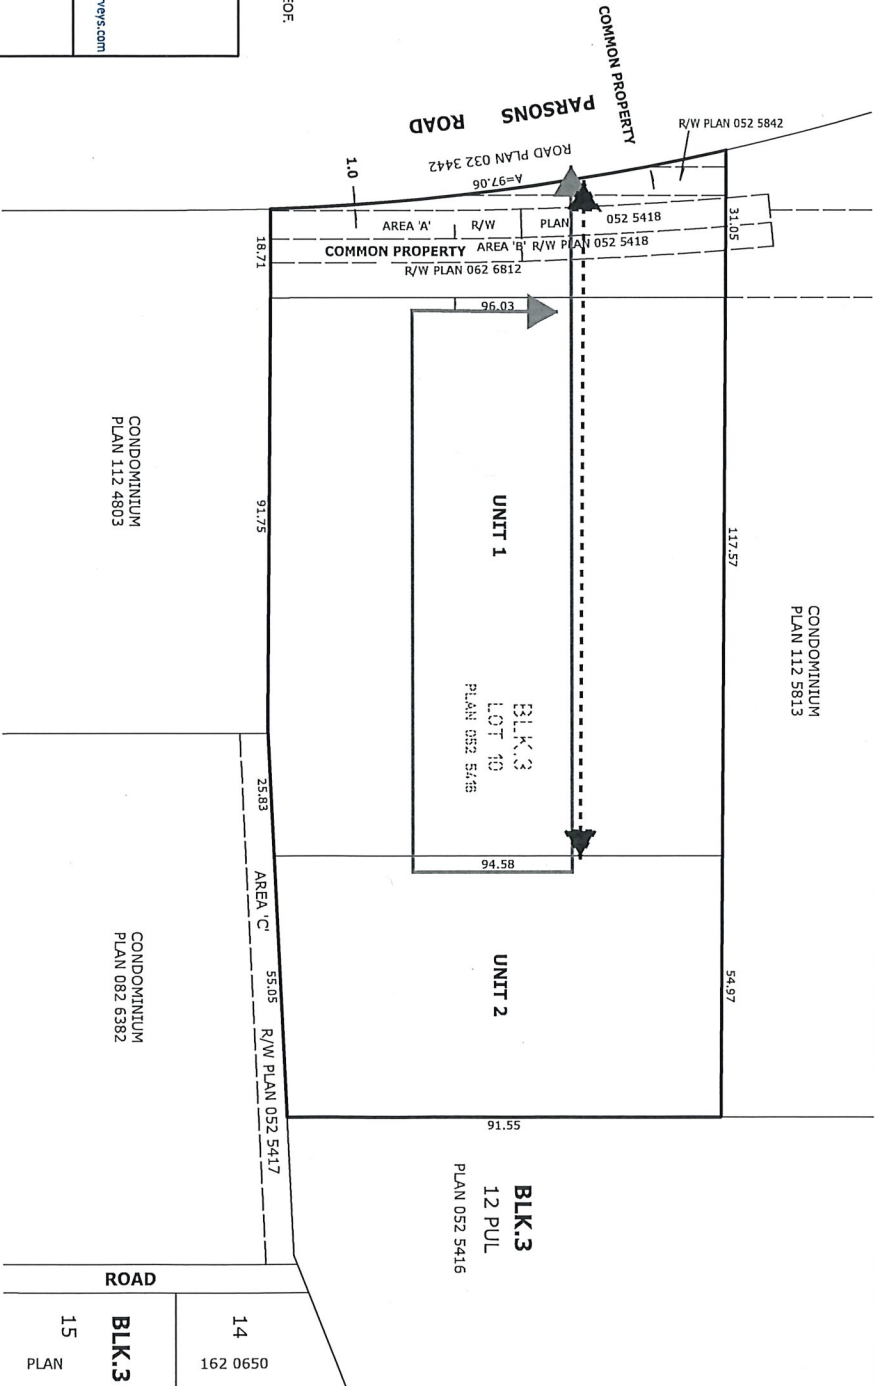 EOF.
veys.com
COMMON PROPERTY
PARSONS ROAD
R/W PLAN 052 5842
ROAD PLAN 032 3442
A=97.06
1.0
31.05
AREA 'A' R/W PLAN 052 5418
18.71
COMMON PROPERTY AREA 'B' R/W PLAN 052 5418
R/W PLAN 062 6812
96.03
CONDOMINIUM
PLAN 112 4803
91.75
UNIT 1
117.57
CONDOMINIUM
PLAN 112 5813
BLK.3
LOT 10
PLAN 052 5416
25.83
94.58
AREA 'C'
55.05
R/W PLAN 052 5417
CONDOMINIUM
PLAN 082 6382
UNIT 2
54.97
91.55
BLK.3
12 PUL
PLAN 052 5416
ROAD
14
162 0650
BLK.3
15
PLAN